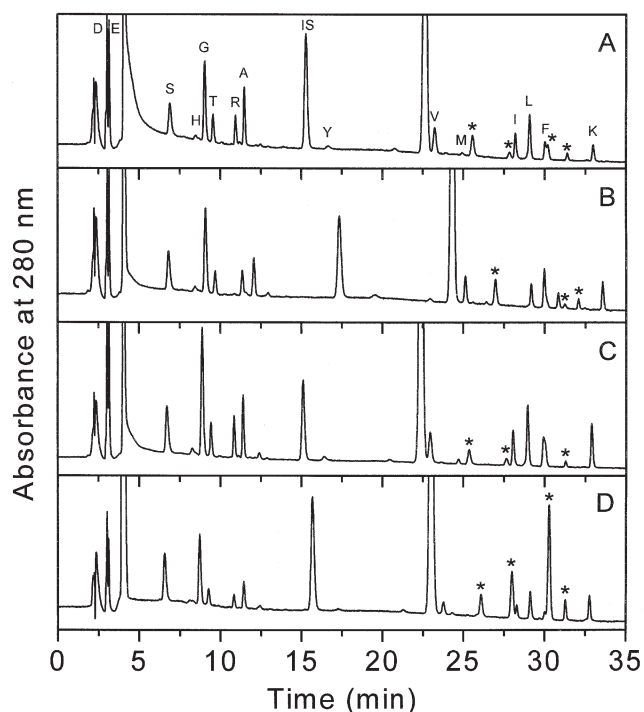 D E G IS A
S H T R A Y V M * * I L F * * K
B
* * *
C
* * *
D
* * * *
0 5 10 15 20 25 30 35
Time (min)
Absorbance at 280 nm